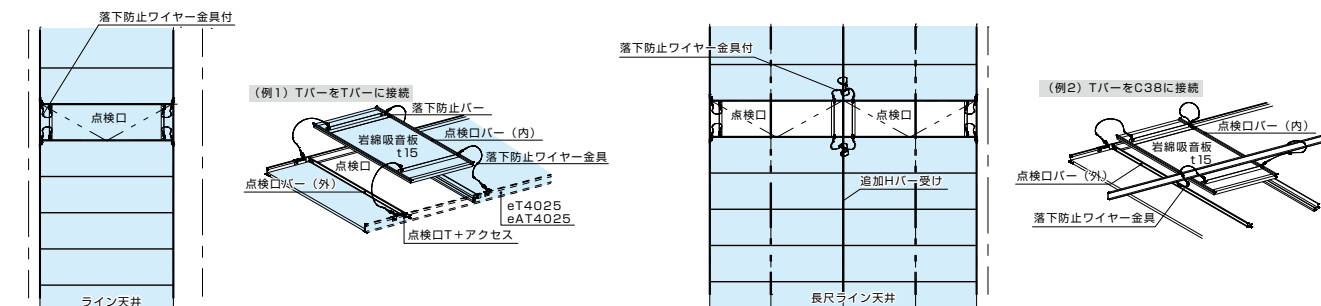 落下防止ワイヤー金具付
点検口
ライン天井
(例1) TバーをTバーに接続
落下防止バー
点検口バー(内)
岩綿吸音板
t15
落下防止ワイヤー金具
点検口
点検口バー(外)
eT4025
eAT4025
点検口T+アクセス
落下防止ワイヤー金具付
点検口
点検口
追加Hバー受け
長尺ライン天井
(例2) TバーをC38に接続
点検口バー(内)
岩綿吸音板
t15
点検口バー(外)
落下防止ワイヤー金具